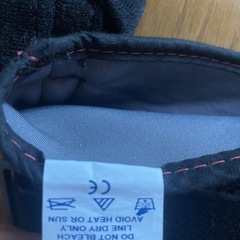 CE
AVOID HEAT OR SUN
LINE DRY ONLY
DO NOT BLEACH